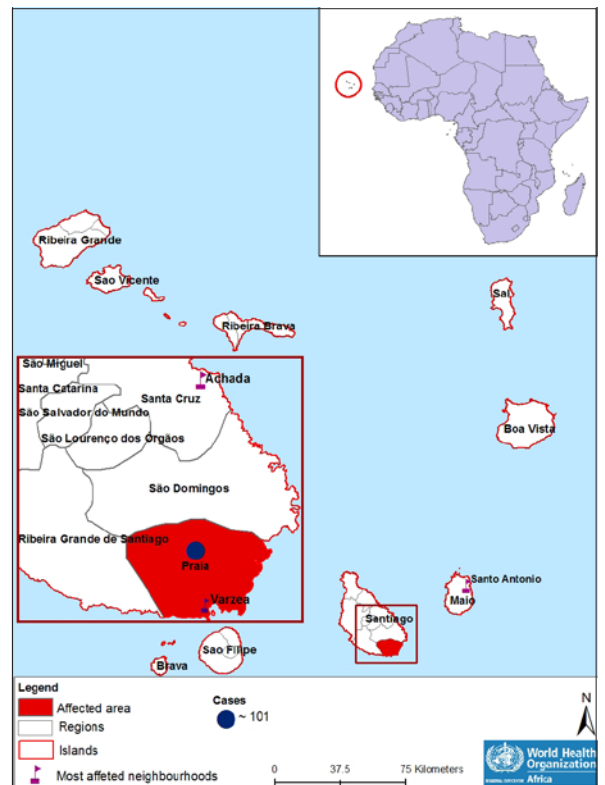 Ribeira Grande
Sao Vicente
Ribeira Brava
Sal
Boa Vista
São Miguel
Achada
Santa Catarina
Santa Cruz
São Salvador do Mundo
São Lourenço dos Orgãos
São Domingos
Ribeira Grande de Santiago
Praia
Varzea
Santo Antonio
Maio
Santiago
Sao Filipe
Brava
Legend
Affected area
Regions
Islands
Most affeted neighbourhoods
Cases
~ 101
0 37.5 75 Kilometers
N
World Health
Organization
REGIONAL OFFICE FOR Africa